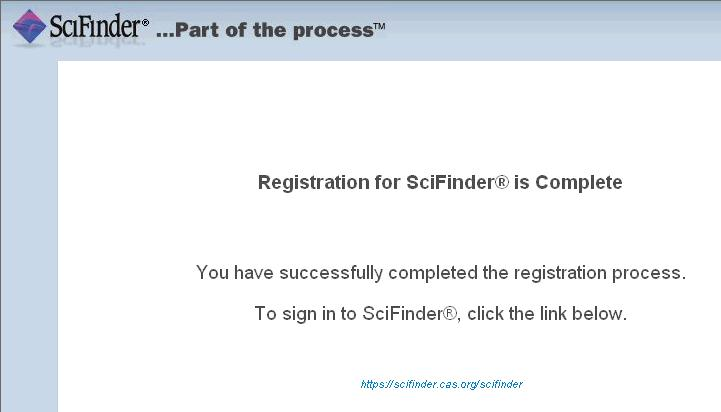 SciFinder® ...Part of the process™
Registration for SciFinder® is Complete
You have successfully completed the registration process.
To sign in to SciFinder®, click the link below.
https://scifinder.cas.org/scifinder